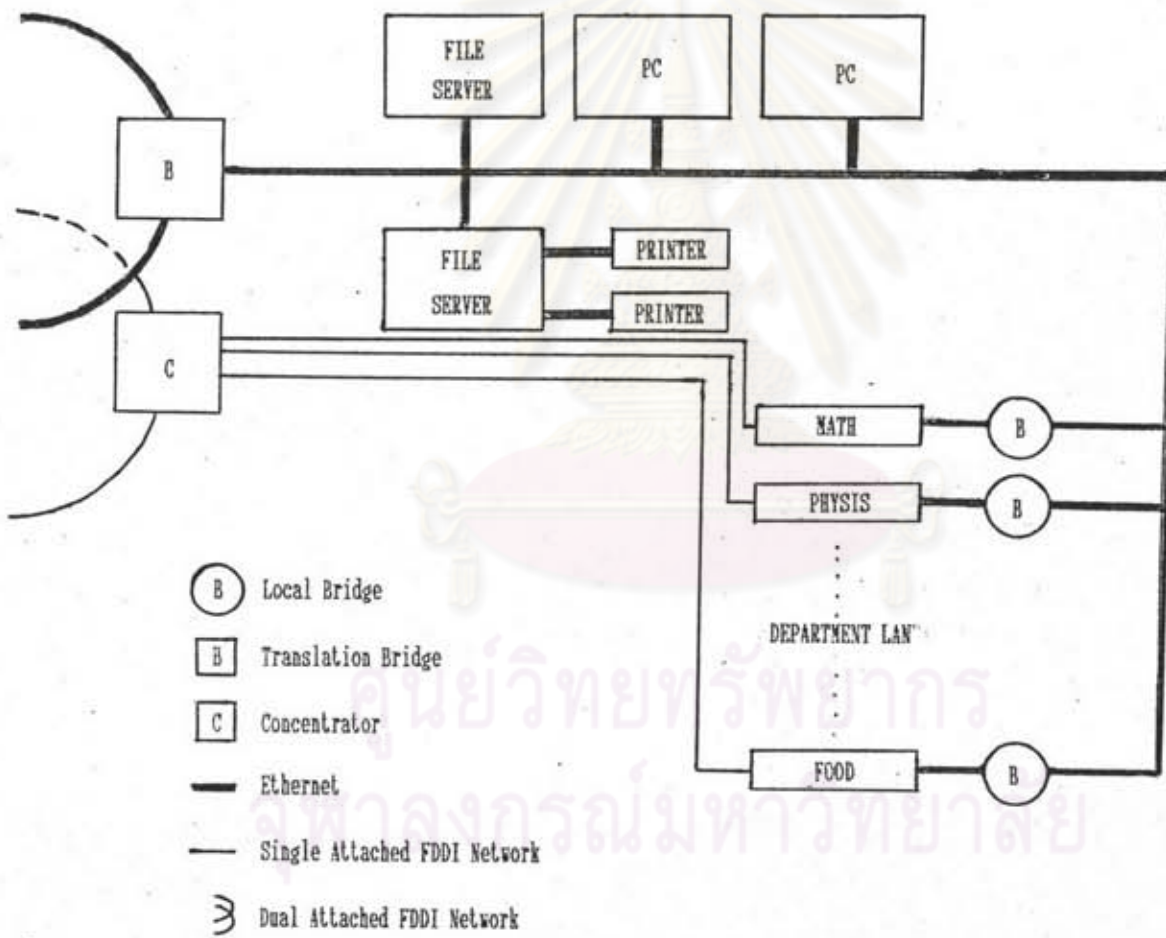 FILE
SERVER
PC
PC
B
FILE
SERVER
PRINTER
PRINTER
C
MATH
B
PHYSIS
B
DEPARTMENT LAN
FOOD
B
B Local Bridge
B Translation Bridge
C Concentrator
Ethernet
Single Attached FDDI Network
Dual Attached FDDI Network
ศูนย์วิทยทรัพยากร
จุฬาลงกรณ์มหาวิทยาลัย